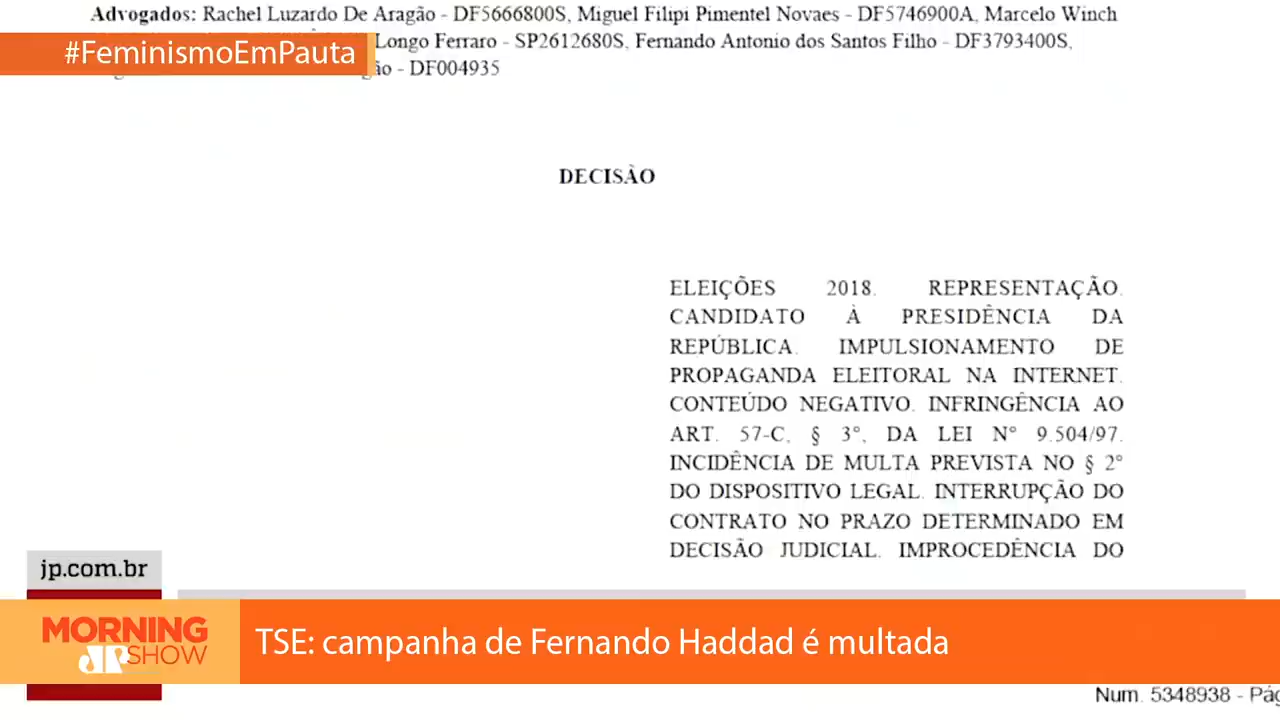 Advogados: Rachel Luzardo De Aragão - DF5666800S, Miguel Filipi Pimentel Novaes - DF5746900A, Marcelo Winch
#FeminismoEmPauta
Longo Ferraro - SP2612680S, Fernando Antonio dos Santos Filho - DF3793400S,
- DF004935
DECISÃO
ELEIÇÕES 2018. REPRESENTAÇÃO.
CANDIDATO À PRESIDÊNCIA DA
REPÚBLICA. IMPULSIONAMENTO DE
PROPAGANDA ELEITORAL NA INTERNET.
CONTEÚDO NEGATIVO. INFRINGÊNCIA AO
ART. 57-C, § 3°, DA LEI N° 9.504/97.
INCIDÊNCIA DE MULTA PREVISTA NO § 2°
DO DISPOSITIVO LEGAL. INTERRUPÇÃO DO
CONTRATO NO PRAZO DETERMINADO EM
DECISÃO JUDICIAL. IMPROCEDÊNCIA DO
jp.com.br
MORNING
JP SHOW
TSE: campanha de Fernando Haddad é multada
Num. 5348938 - Pág